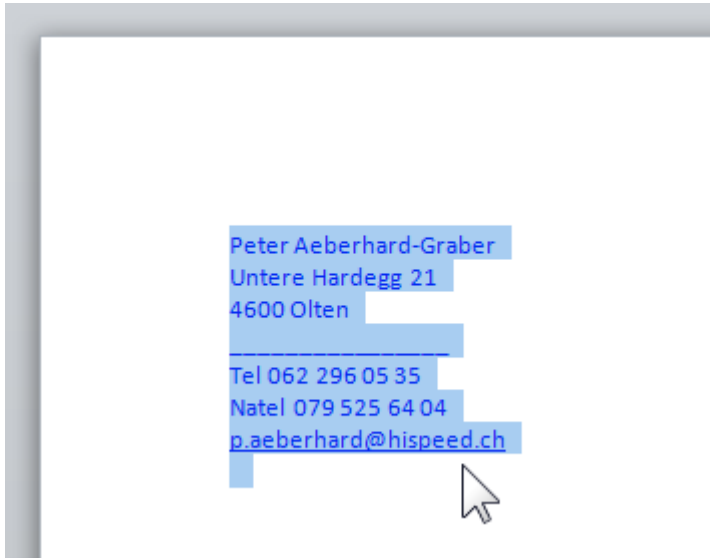 Peter Aeberhard-Graber
Untere Hardegg 21
4600 Olten
_________________
Tel 062 296 05 35
Natel 079 525 64 04
p.aeberhard@hispeed.ch